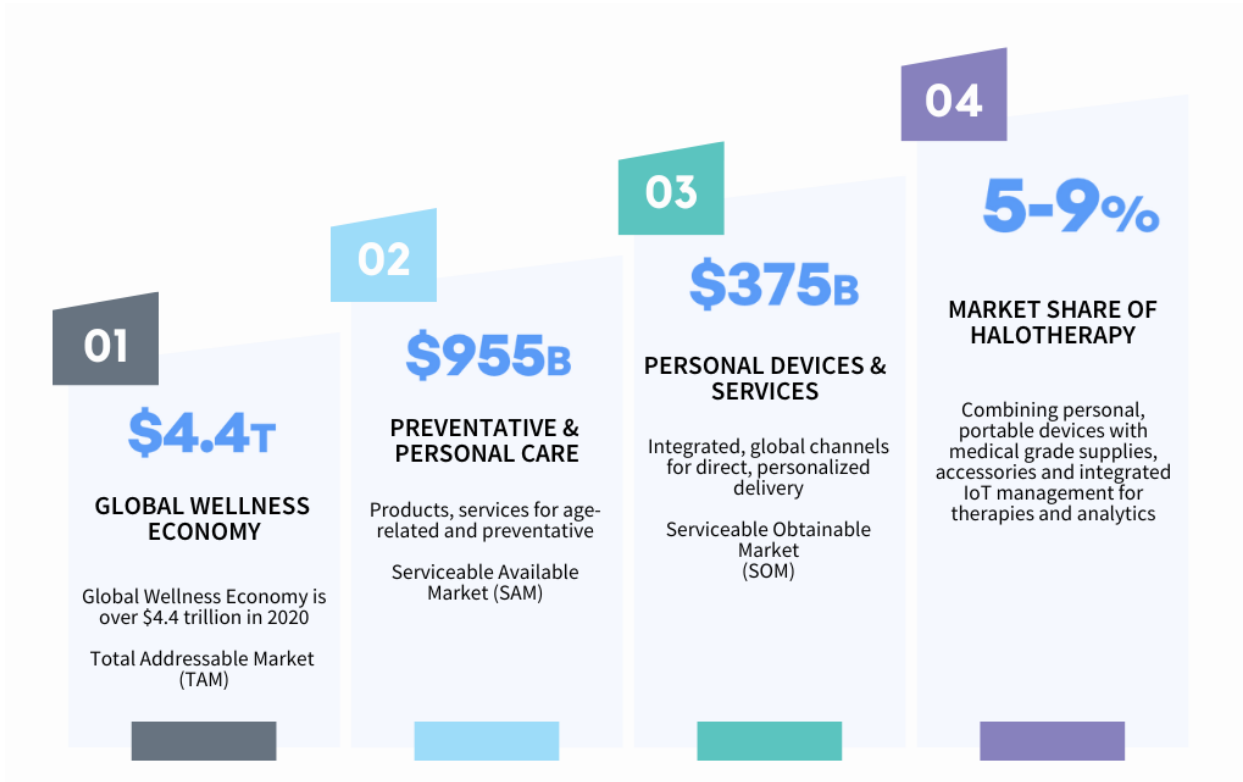 01
$4.4T
GLOBAL WELLNESS
ECONOMY
Global Wellness Economy is
over $4.4 trillion in 2020
Total Addressable Market
(TAM)
02
$955B
PREVENTATIVE &
PERSONAL CARE
Products, services for age-
related and preventative
Serviceable Available
Market (SAM)
03
$375B
PERSONAL DEVICES &
SERVICES
Integrated, global channels
for direct, personalized
delivery
Serviceable Obtainable
Market
(SOM)
04
5-9%
MARKET SHARE OF
HALOTHERAPY
Combining personal,
portable devices with
medical grade supplies,
accessories and integrated
IoT management for
therapies and analytics